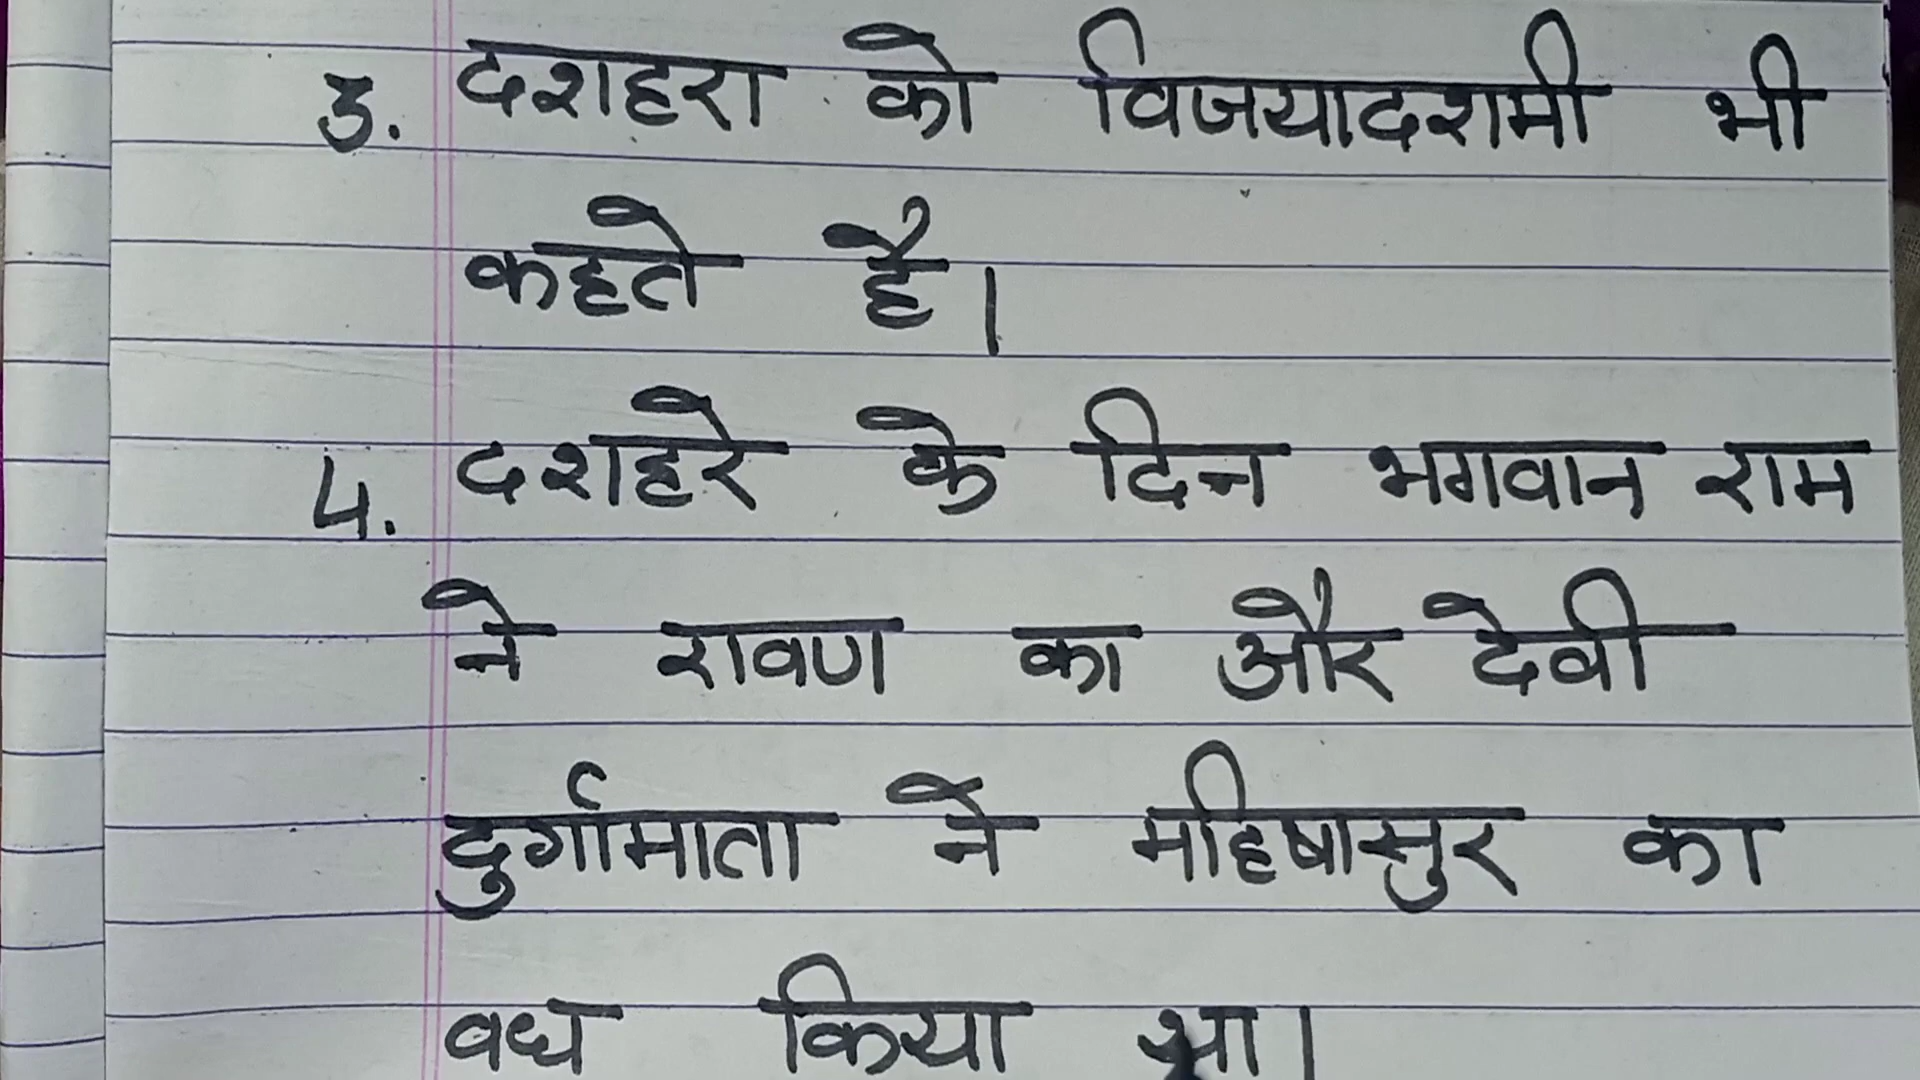 3. दशहरा को विजयादशमी भी
कहते है।
4. दशहरे के दिन भगवान राम
ने रावण का और देवी
दुर्गामाता ने महिषासुर का
वध किया था।